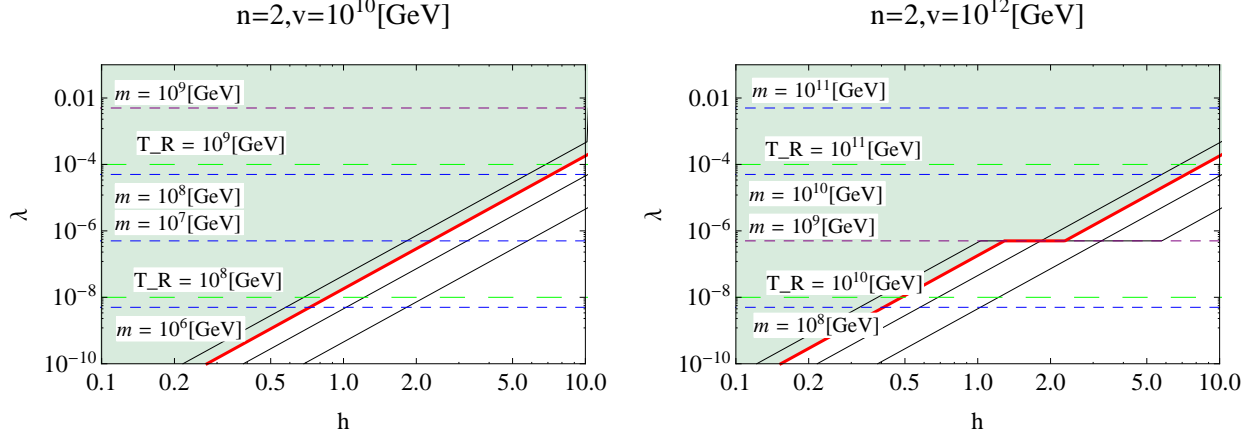 n=2,v=10^10[GeV]
0.01
10^-4
10^-6
10^-8
10^-10
λ
m = 10^9[GeV]
T_R = 10^9[GeV]
m = 10^8[GeV]
m = 10^7[GeV]
T_R = 10^8[GeV]
m = 10^6[GeV]
0.1 0.2 0.5 1.0 2.0 5.0 10.0
h
n=2,v=10^12[GeV]
0.01
10^-4
10^-6
10^-8
10^-10
λ
m = 10^11[GeV]
T_R = 10^11[GeV]
m = 10^10[GeV]
m = 10^9[GeV]
T_R = 10^10[GeV]
m = 10^8[GeV]
0.1 0.2 0.5 1.0 2.0 5.0 10.0
h